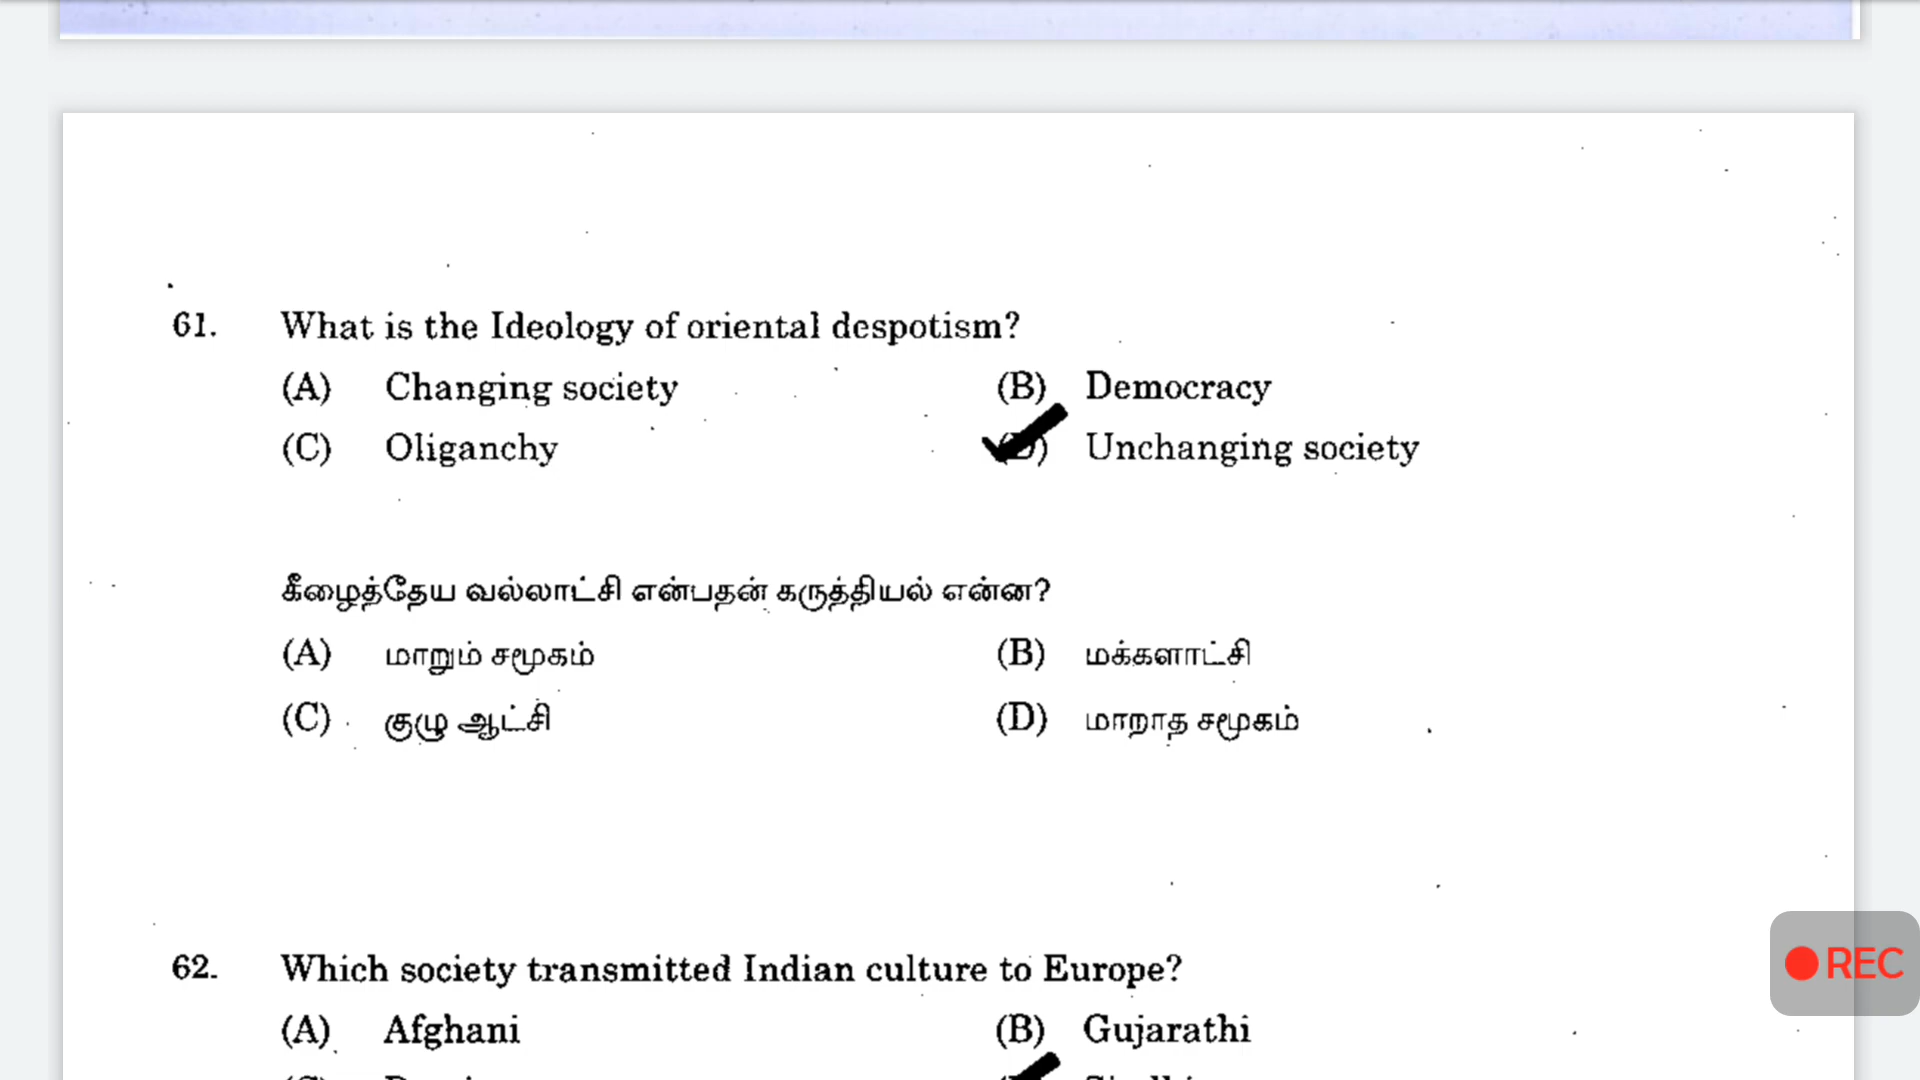 61. What is the Ideology of oriental despotism?
(A) Changing society (B) Democracy
(C) Oliganchy (D) Unchanging society
கீழைத்தேய வல்லாட்சி என்பதன் கருத்தியல் என்ன?
(A) மாறும் சமூகம் (B) மக்களாட்சி
(C) குழு ஆட்சி (D) மாறாத சமூகம்
62. Which society transmitted Indian culture to Europe?
REC
(A) Afghani (B) Gujarathi